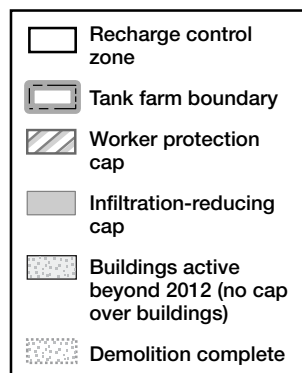 Recharge control
zone
Tank farm boundary
Worker protection
cap
Infiltration-reducing
cap
Buildings active
beyond 2012 (no cap
over buildings)
Demolition complete